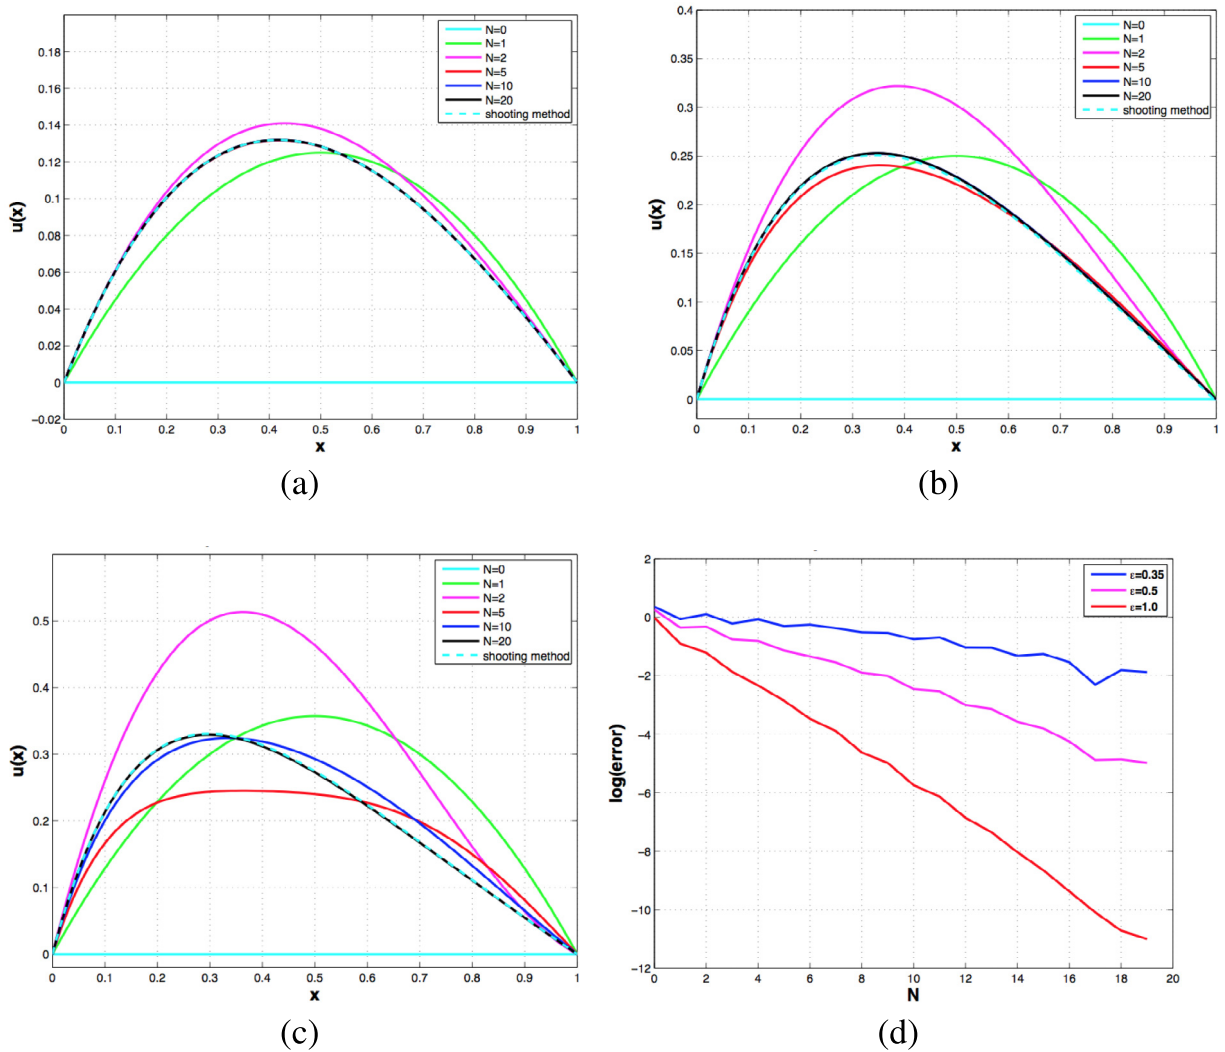 0.18
0.16
0.14
0.12
0.1
0.08
0.06
0.04
0.02
0
−0.02
u(x)
0 0.1 0.2 0.3 0.4 0.5 0.6 0.7 0.8 0.9 1
x
N=0
N=1
N=2
N=5
N=10
N=20
shooting method
(a)
0.4
0.35
0.3
0.25
0.2
0.15
0.1
0.05
0
u(x)
0 0.1 0.2 0.3 0.4 0.5 0.6 0.7 0.8 0.9 1
x
N=0
N=1
N=2
N=5
N=10
N=20
shooting method
(b)
0.5
0.4
0.3
0.2
0.1
0
u(x)
0 0.1 0.2 0.3 0.4 0.5 0.6 0.7 0.8 0.9 1
x
N=0
N=1
N=2
N=5
N=10
N=20
shooting method
(c)
2
0
−2
−4
−6
−8
−10
−12
log(error)
0 2 4 6 8 10 12 14 16 18 20
N
ε=0.35
ε=0.5
ε=1.0
(d)